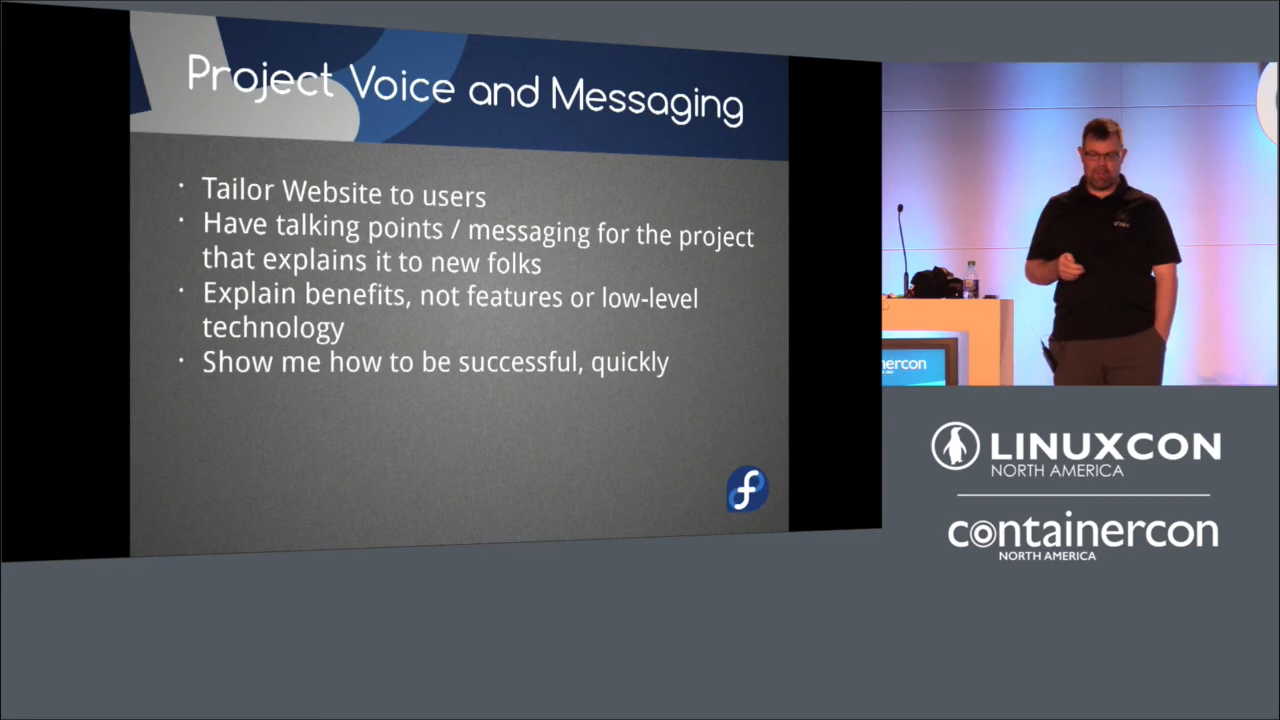 Project Voice and Messaging
· Tailor Website to users
· Have talking points / messaging for the project
that explains it to new folks
· Explain benefits, not features or low-level
technology
· Show me how to be successful, quickly
nercon
LINUXCON
NORTH AMERICA
containercon
NORTH AMERICA